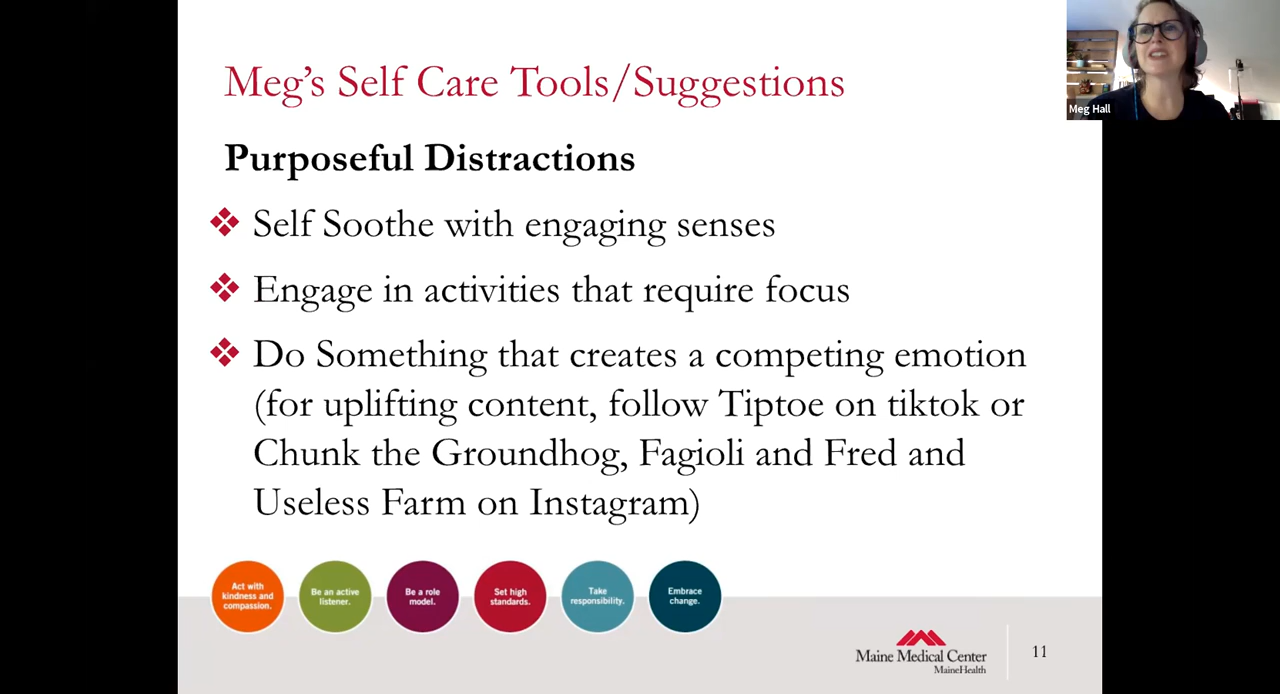 Meg's Self Care Tools/Suggestions
Meg Hall
Purposeful Distractions
Self Soothe with engaging senses
Engage in activities that require focus
Do Something that creates a competing emotion
(for uplifting content, follow Tiptoe on tiktok or
Chunk the Groundhog, Fagioli and Fred and
Useless Farm on Instagram)
Act with
kindness and
compassion.
Be an active
listener.
Be a role
model.
Set high
standards.
Take
responsibility.
Embrace
change.
Maine Medical Center
MaineHealth
11